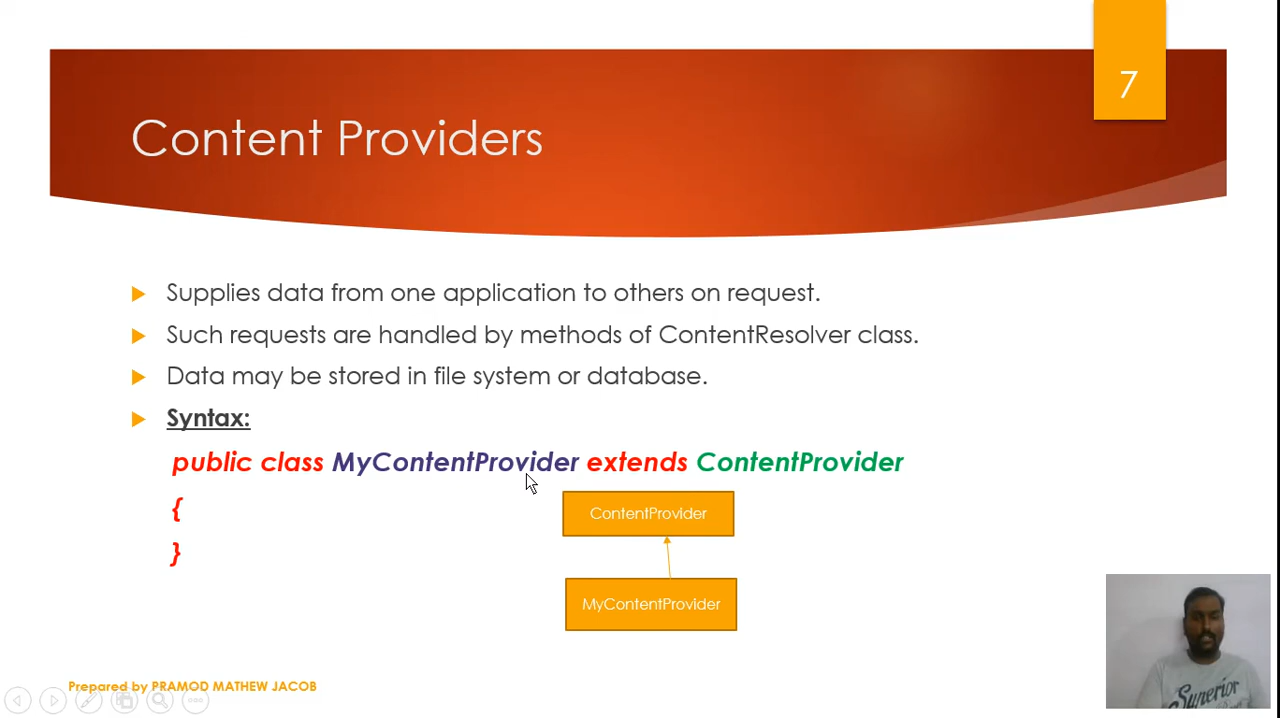 7
Content Providers
Supplies data from one application to others on request.
Such requests are handled by methods of ContentResolver class.
Data may be stored in file system or database.
Syntax:
public class MyContentProvider extends ContentProvider
{
}
ContentProvider
MyContentProvider
Prepared by PRAMOD MATHEW JACOB
Superior